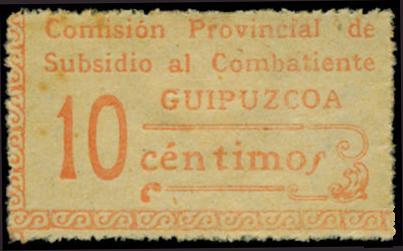 Comisión Provincial de
Subsidio al Combatiente
GUIPUZCOA
10 céntimos